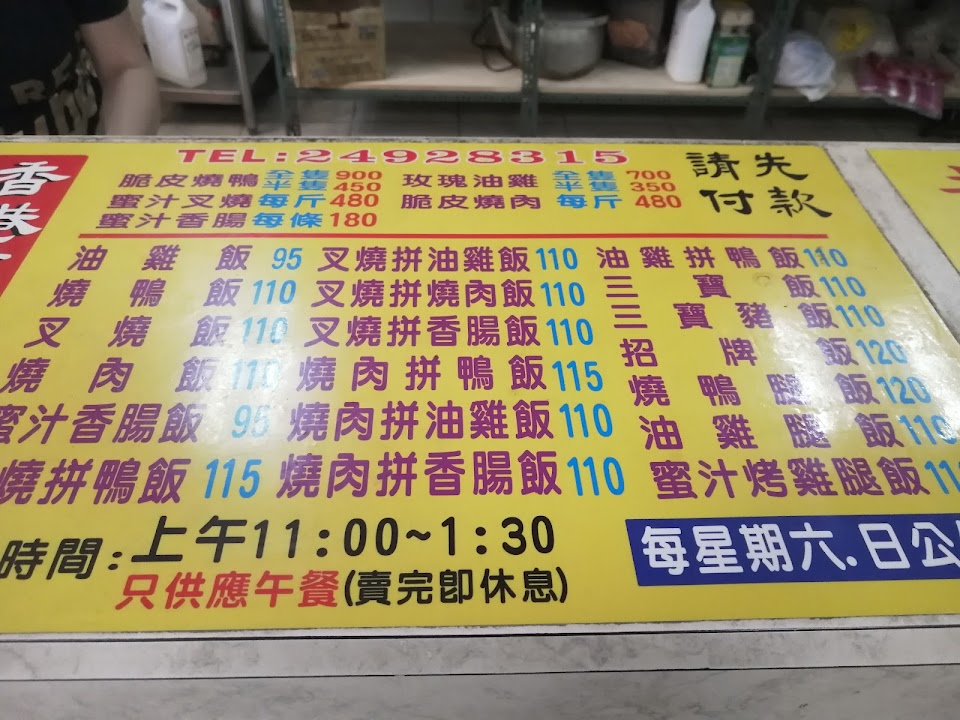 香港
TEL:24928315
請先付款
脆皮燒鴨 全隻 900 半隻 450 玫瑰油雞 全隻 700 半隻 350
蜜汁叉燒 每斤 480 脆皮燒肉 每斤 480
蜜汁香腸 每條 180
油雞飯 95 叉燒拼油雞飯 110 油雞拼鴨飯 110
燒鴨飯 110 叉燒拼燒肉飯 110 三寶飯 110
叉燒飯 110 叉燒拼香腸飯 110 三寶豬飯 110
燒肉飯 110 燒肉拼鴨飯 115 招牌飯 120
蜜汁香腸飯 95 燒肉拼油雞飯 110 燒鴨腿飯 120
燒拼鴨飯 115 燒肉拼香腸飯 110 油雞腿飯 110
蜜汁烤雞腿飯
時間:上午11:00~1:30
只供應午餐(賣完即休息)
每星期六.日公